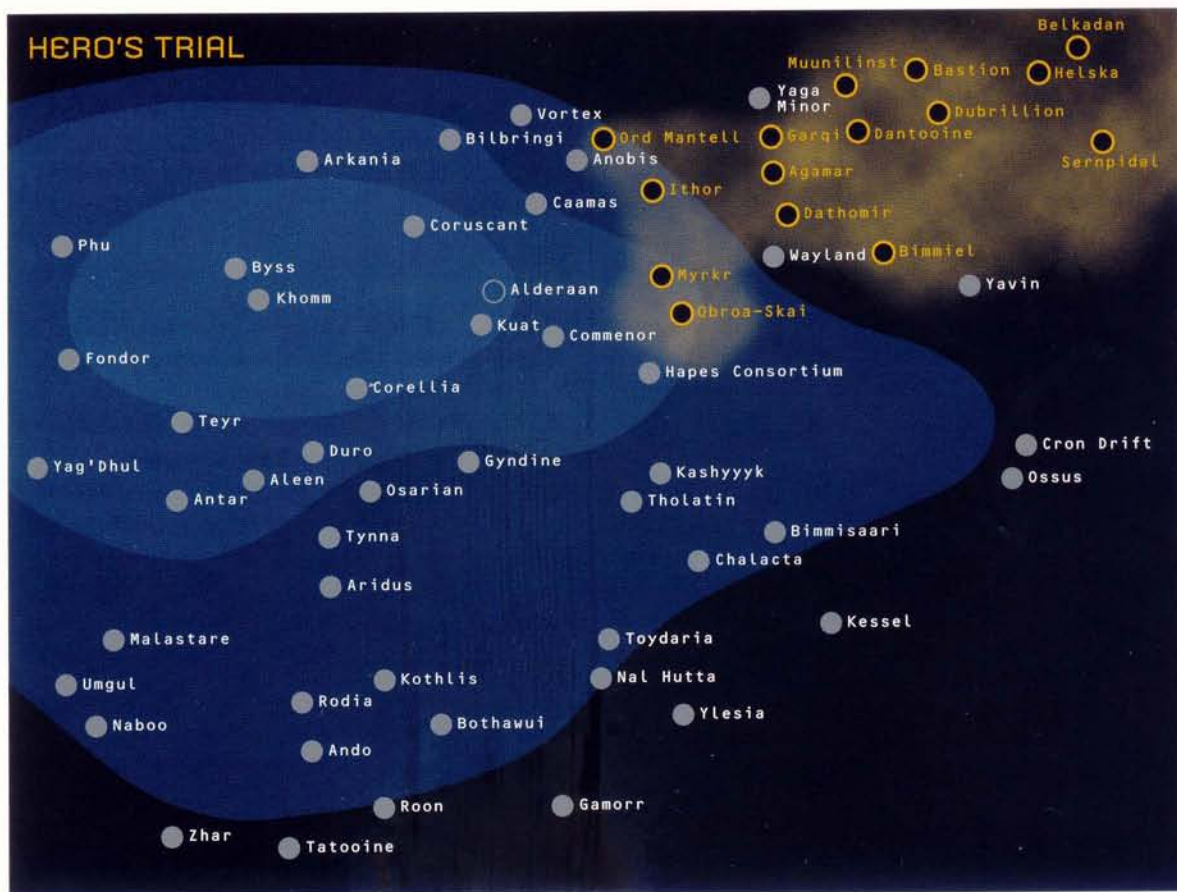 HERO'S TRIAL
Belkadan
Muunilinst
Bastion
Helska
Yaga
Minor
Vortex
Dubrillion
Bilbringi
Ord Mantell
Garqi
Dantooine
Sernpidal
Arkania
Anobis
Agamar
Ithor
Caamas
Dathomir
Coruscant
Phu
Wayland
Bimmiel
Byss
Myrkr
Yavin
Khomm
Alderaan
Obroa-Skai
Kuat
Commenor
Fondor
Hapes Consortium
Corellia
Teyr
Cron Drift
Duro
Gyndine
Yag'Dhul
Kashyyyk
Aleen
Ossus
Osarian
Antar
Tholatin
Tynna
Bimmisaari
Chalacta
Aridus
Kessel
Malastare
Toydaria
Umgul
Kothlis
Nal Hutta
Rodia
Ylesia
Naboo
Bothawui
Ando
Roon
Gamorr
Zhar
Tatooine